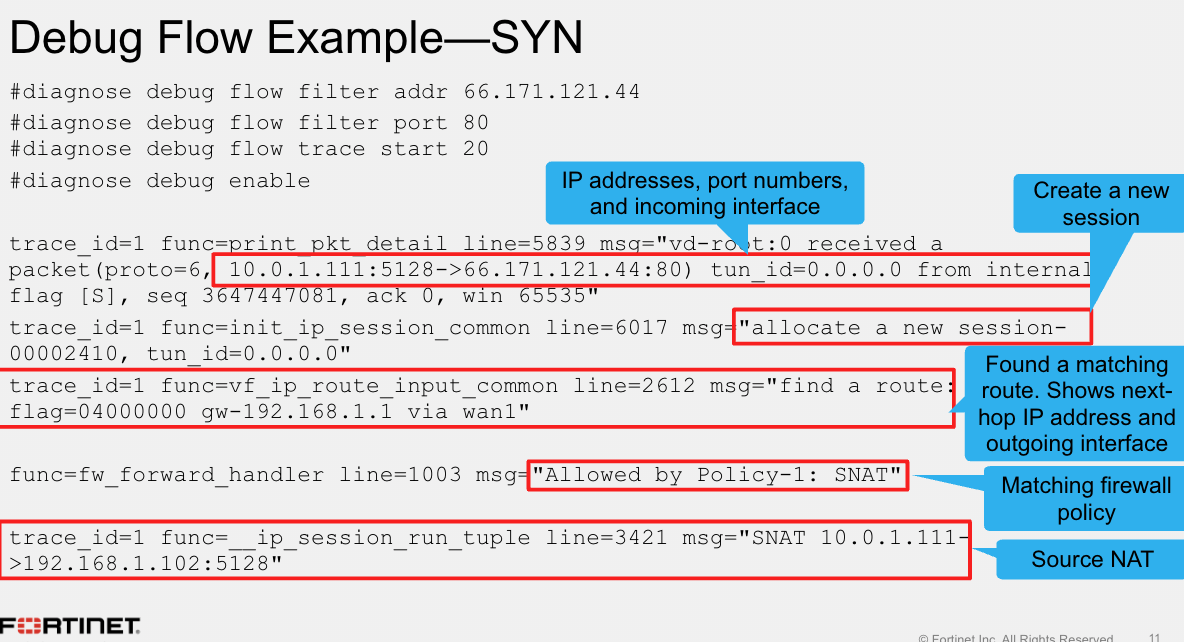 Debug Flow Example—SYN
#diagnose debug flow filter addr 66.171.121.44
#diagnose debug flow filter port 80
#diagnose debug flow trace start 20
#diagnose debug enable
IP addresses, port numbers,
and incoming interface
Create a new
session
trace_id=1 func=print_pkt_detail line=5839 msg="vd-root:0 received a
packet(proto=6, 10.0.1.111:5128->66.171.121.44:80) tun_id=0.0.0.0 from internal
flag [S], seq 3647447081, ack 0, win 65535"
trace_id=1 func=init_ip_session_common line=6017 msg="allocate a new session-
00002410, tun_id=0.0.0.0"
trace_id=1 func=vf_ip_route_input_common line=2612 msg="find a route:
flag=04000000 gw-192.168.1.1 via wan1"
Found a matching
route. Shows next-
hop IP address and
outgoing interface
func=fw_forward_handler line=1003 msg="Allowed by Policy-1: SNAT"
Matching firewall
policy
trace_id=1 func=__ip_session_run_tuple line=3421 msg="SNAT 10.0.1.111-
>192.168.1.102:5128"
Source NAT
FORTINET
© Fortinet Inc. All Rights Reserved. 11